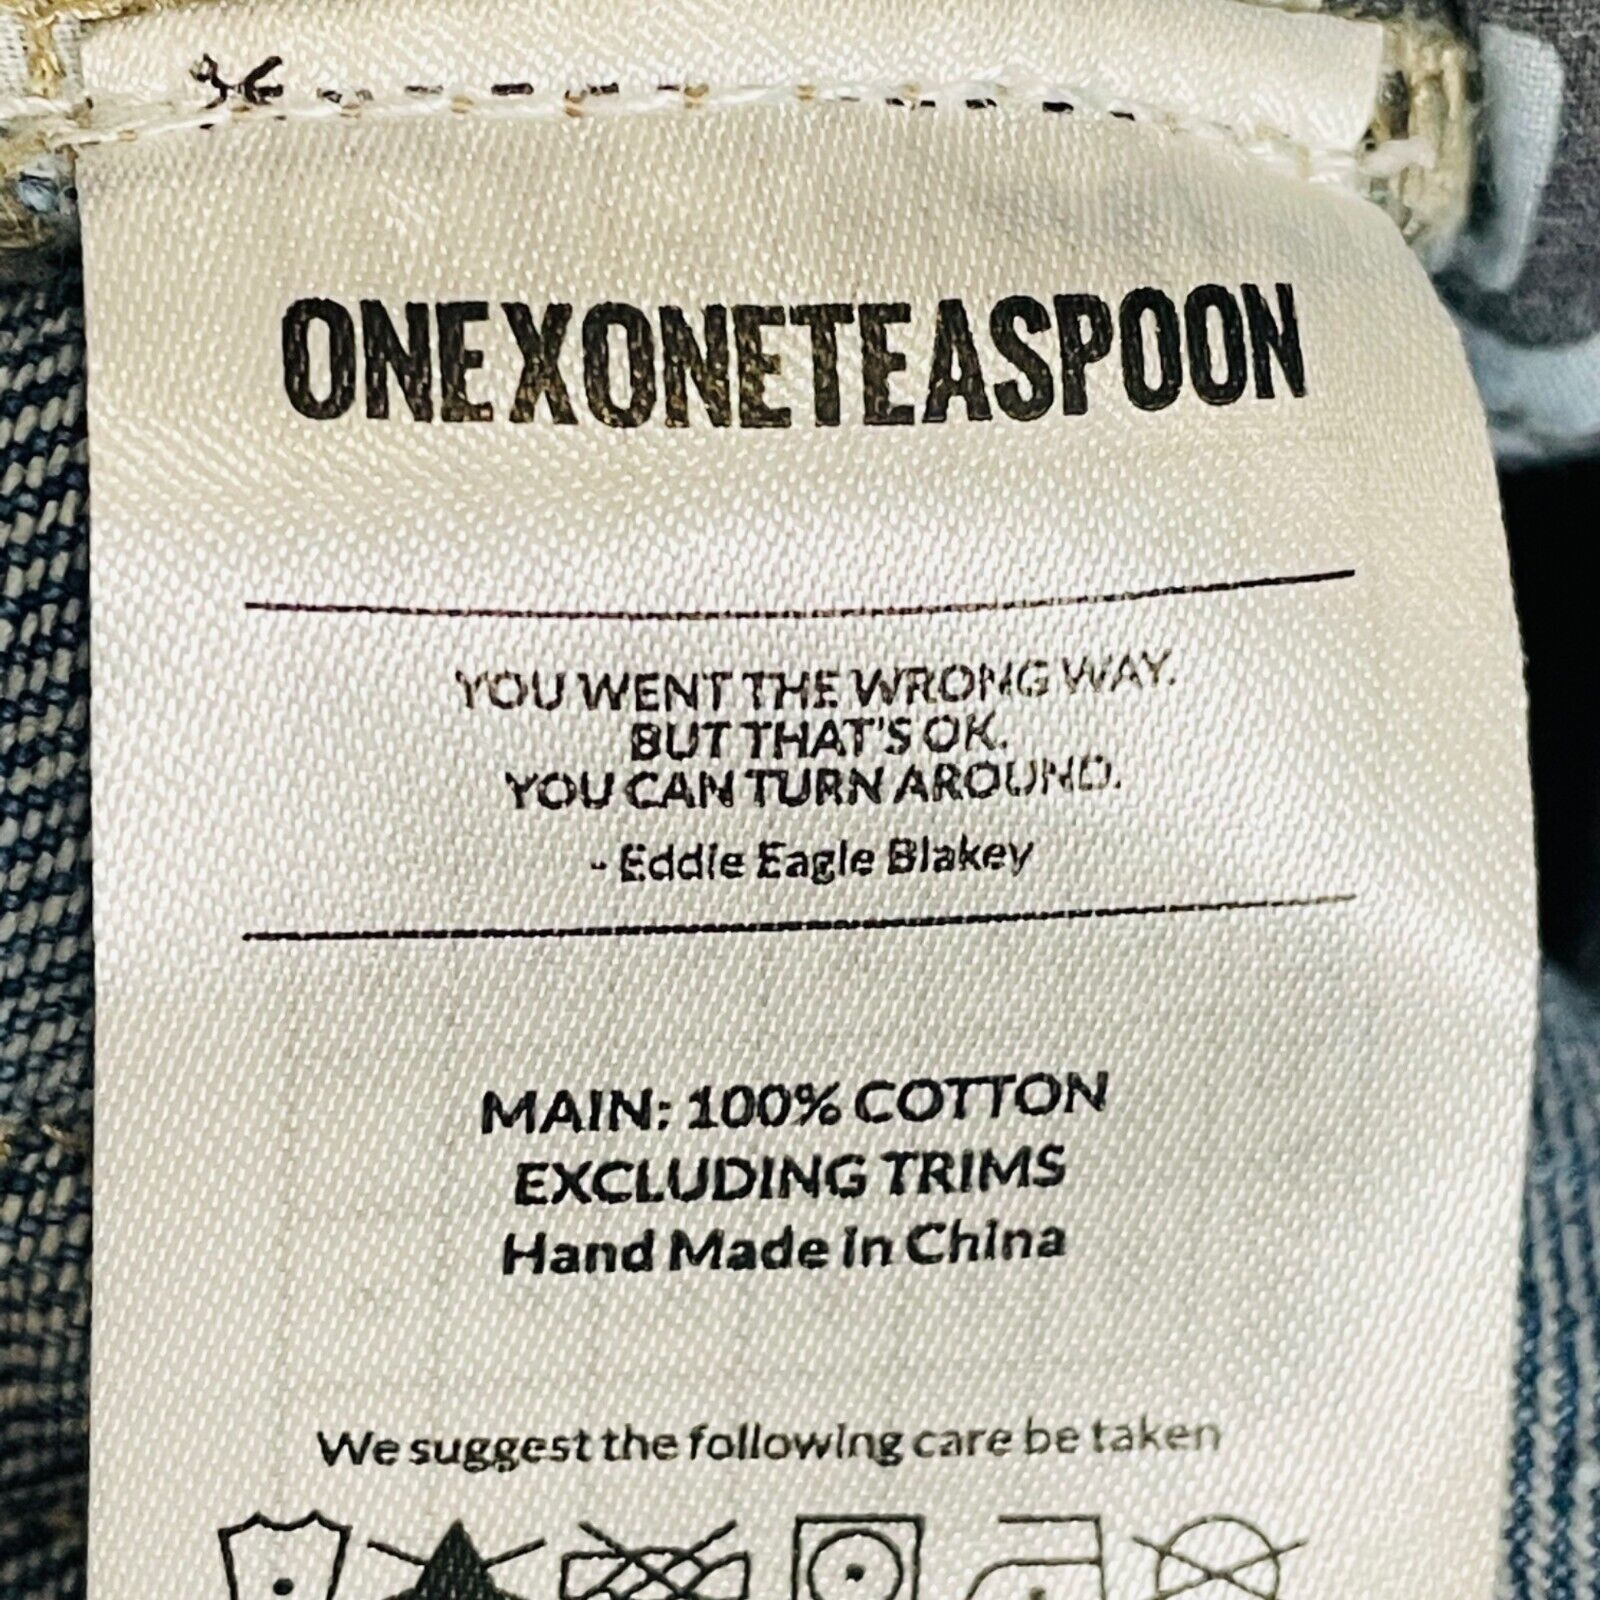 ONEXONETEASPOON
YOU WENT THE WRONG WAY.
BUT THAT'S OK.
YOU CAN TURN AROUND.
- Eddie Eagle Blakey
MAIN: 100% COTTON
EXCLUDING TRIMS
Hand Made in China
We suggest the following care be taken